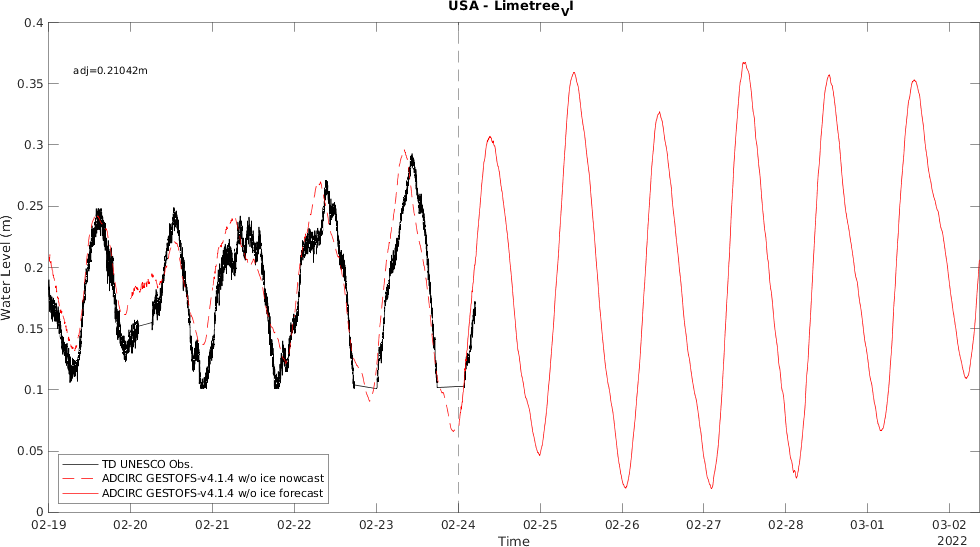 USA - LimetreeVI
0.4
adj=0.21042m
0.35
0.3
0.25
0.2
0.15
0.1
0.05
0
Water Level (m)
TD UNESCO Obs.
ADCIRC GESTOFS-v4.1.4 w/o ice nowcast
ADCIRC GESTOFS-v4.1.4 w/o ice forecast
02-19 02-20 02-21 02-22 02-23 02-24 02-25 02-26 02-27 02-28 03-01 03-02
Time 2022